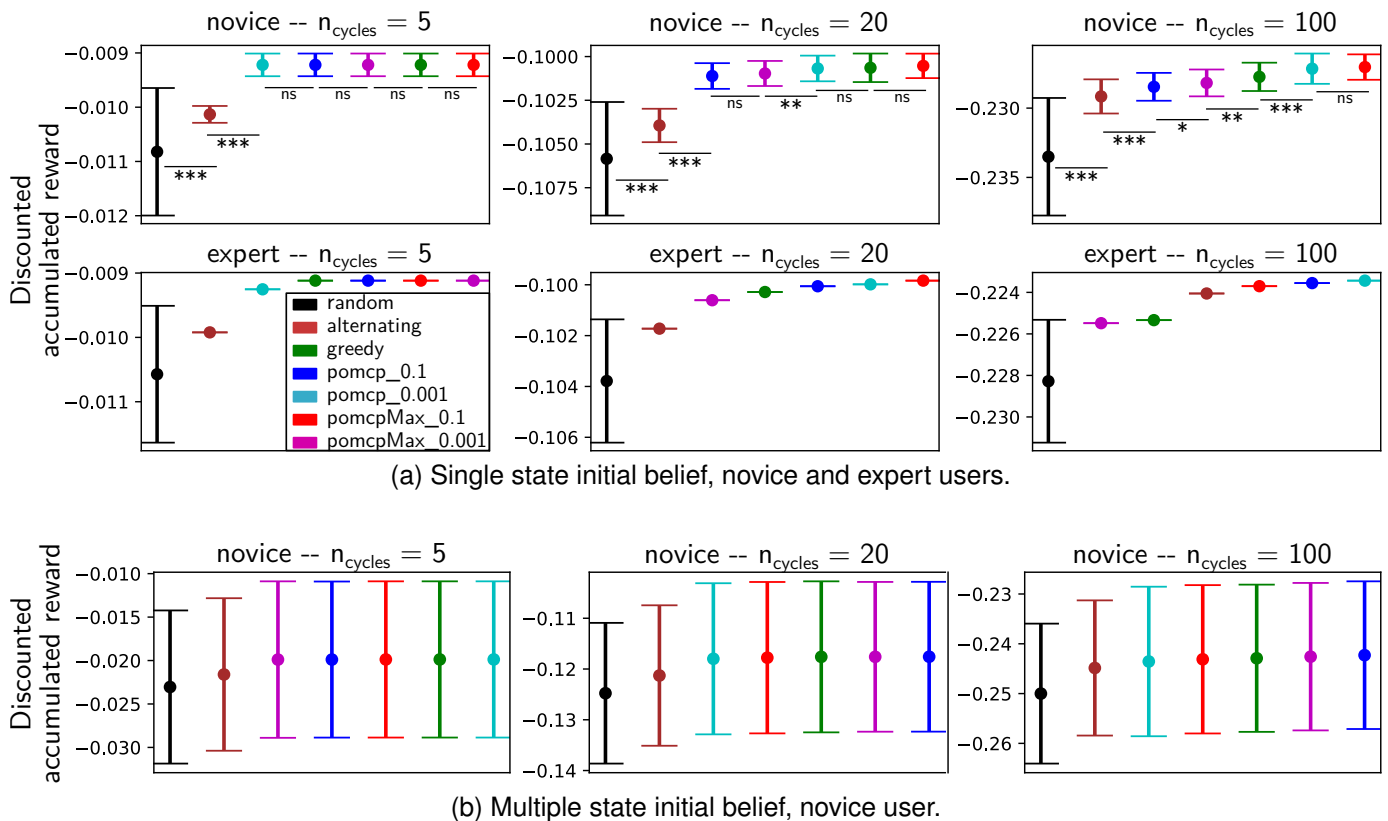 novice -- n_cycles = 5
novice -- n_cycles = 20
novice -- n_cycles = 100
Discounted
accumulated reward
−0.009
−0.010
−0.011
−0.012
***
***
ns
ns
ns
ns
−0.1000
−0.1025
−0.1050
−0.1075
***
***
ns
**
ns
ns
−0.230
−0.235
***
***
*
**
***
ns
expert -- n_cycles = 5
expert -- n_cycles = 20
expert -- n_cycles = 100
−0.009
−0.010
−0.011
random
alternating
greedy
pomcp_0.1
pomcp_0.001
pomcpMax_0.1
pomcpMax_0.001
−0.100
−0.102
−0.104
−0.106
−0.224
−0.226
−0.228
−0.230
(a) Single state initial belief, novice and expert users.
novice -- n_cycles = 5
novice -- n_cycles = 20
novice -- n_cycles = 100
Discounted
accumulated reward
−0.010
−0.015
−0.020
−0.025
−0.030
−0.11
−0.12
−0.13
−0.14
−0.23
−0.24
−0.25
−0.26
(b) Multiple state initial belief, novice user.